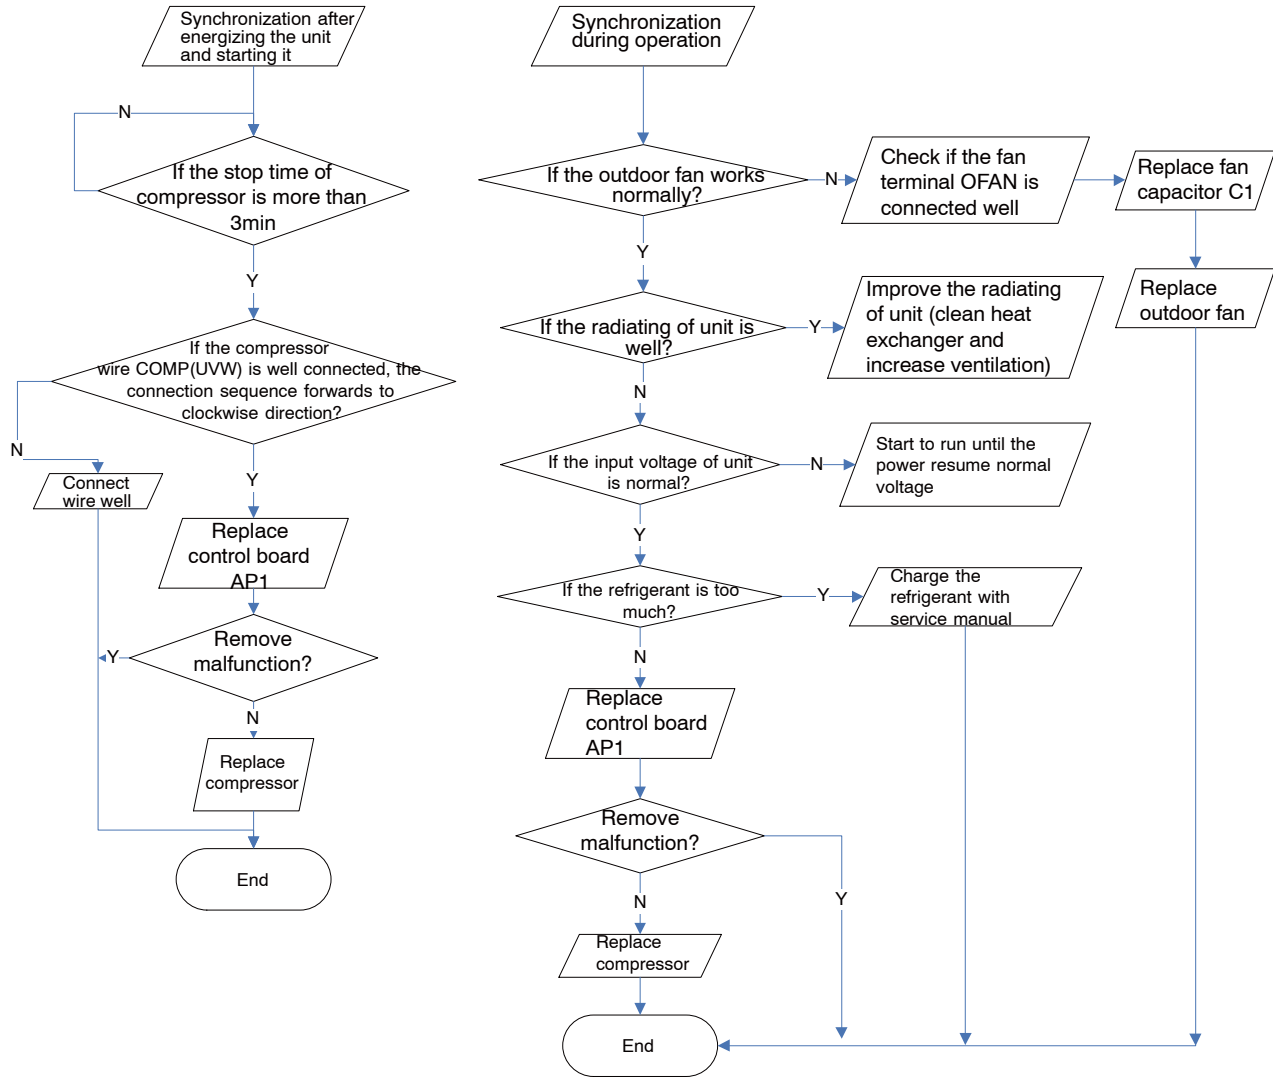 Synchronization after
energizing the unit
and starting it
N
If the stop time of
compressor is more than
3min
Y
If the compressor
wire COMP(UVW) is well connected, the
connection sequence forwards to
clockwise direction?
N
Connect
wire well
Y
Replace
control board
AP1
Remove
malfunction?
Y
N
Replace
compressor
End
Synchronization
during operation
If the outdoor fan works
normally?
N
Check if the fan
terminal OFAN is
connected well
Replace fan
capacitor C1
Replace
outdoor fan
Y
If the radiating of unit is
well?
Y
Improve the radiating
of unit (clean heat
exchanger and
increase ventilation)
N
If the input voltage of unit
is normal?
N
Start to run until the
power resume normal
voltage
Y
If the refrigerant is too
much?
Y
Charge the
refrigerant with
service manual
N
Replace
control board
AP1
Remove
malfunction?
Y
N
Replace
compressor
End